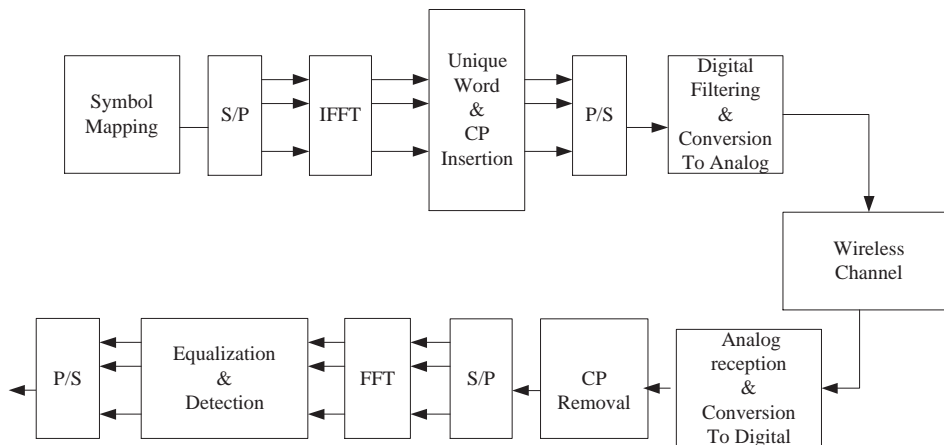 Symbol
Mapping
S/P
IFFT
Unique
Word
&
CP
Insertion
P/S
Digital
Filtering
&
Conversion
To Analog
Wireless
Channel
Analog
reception
&
Conversion
To Digital
CP
Removal
S/P
FFT
Equalization
&
Detection
P/S